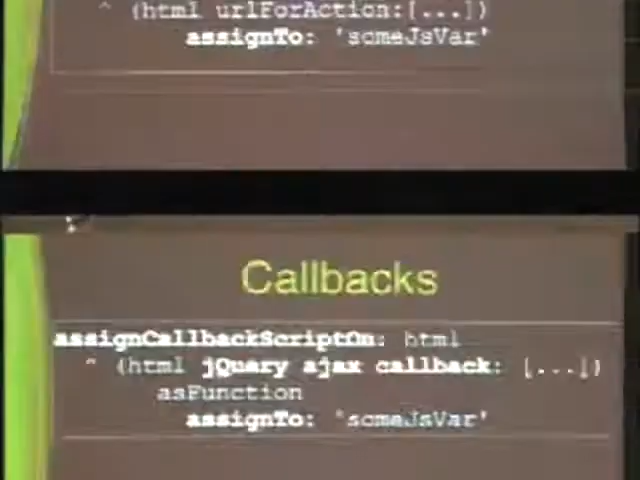 ^ (html urlForAction:[...])
assignTo: 'someJsVar'
Callbacks
assignCallbackScriptOn: html
^ (html jQuery ajax callback: [...])
asFunction
assignTo: 'someJsVar'